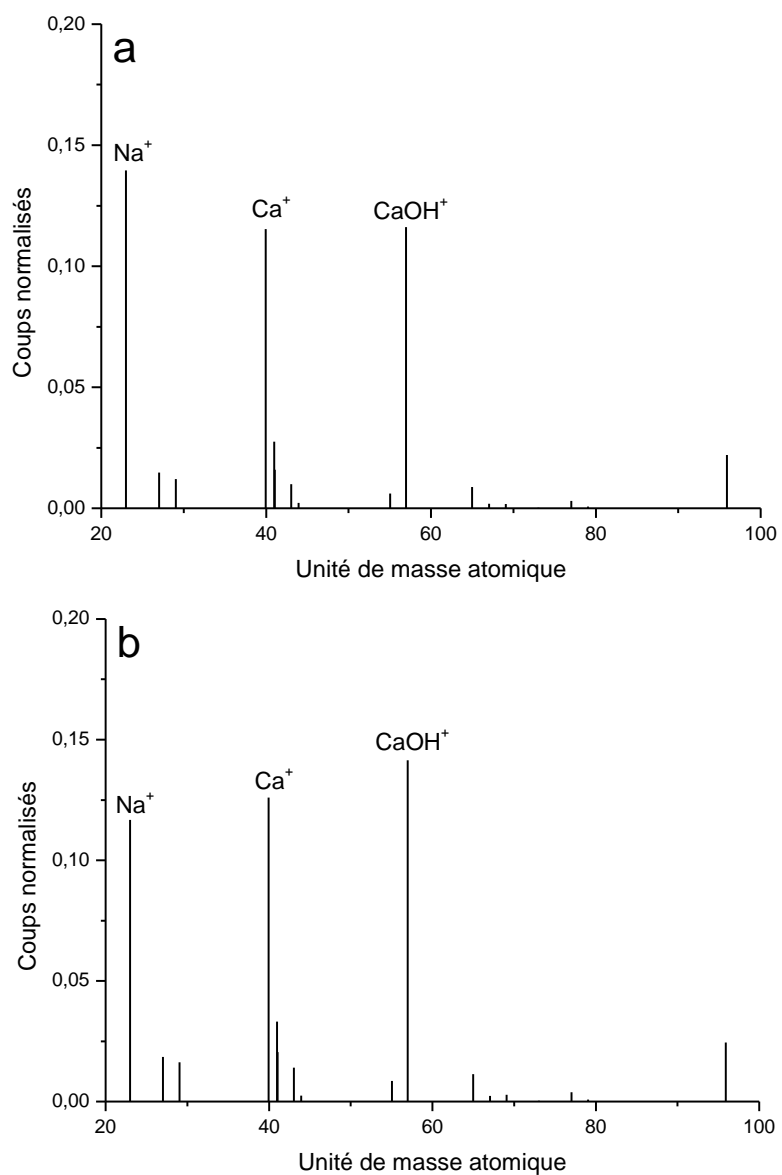 a
0,20
0,15
0,10
0,05
0,00
Coups normalisés
Na+
Ca+
CaOH+
20
40
60
80
100
Unité de masse atomique
b
0,20
0,15
0,10
0,05
0,00
Coups normalisés
Na+
Ca+
CaOH+
20
40
60
80
100
Unité de masse atomique